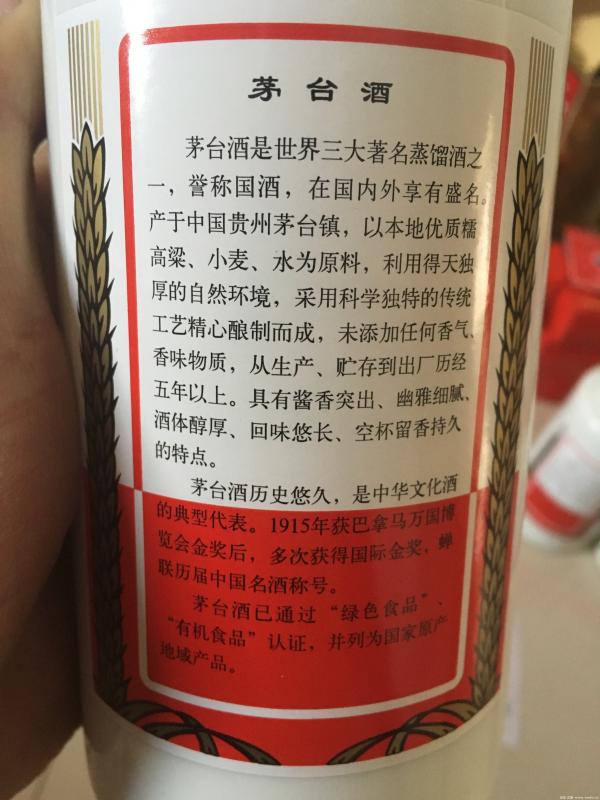 茅台酒
茅台酒是世界三大著名蒸馏酒之
一，誉称国酒，在国内外享有盛名。
产于中国贵州茅台镇，以本地优质糯
高粱、小麦、水为原料，利用得天独
厚的自然环境，采用科学独特的传统
工艺精心酿制而成，未添加任何香气、
香味物质，从生产、贮存到出厂历经
五年以上。具有酱香突出、幽雅细腻、
酒体醇厚、回味悠长、空杯留香持久
的特点。
茅台酒历史悠久，是中华文化酒
的典型代表。1915年获巴拿马万国博
览会金奖后，多次获得国际金奖，蝉
联历届中国名酒称号。
茅台酒已通过“绿色食品”、
“有机食品”认证，并列为国家原产
地域产品。